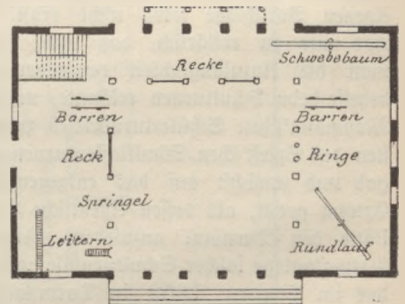 Schwebebaum
Recke
Barren
Barren
Reck
Ringe
Springel
Leitern
Rundlauf